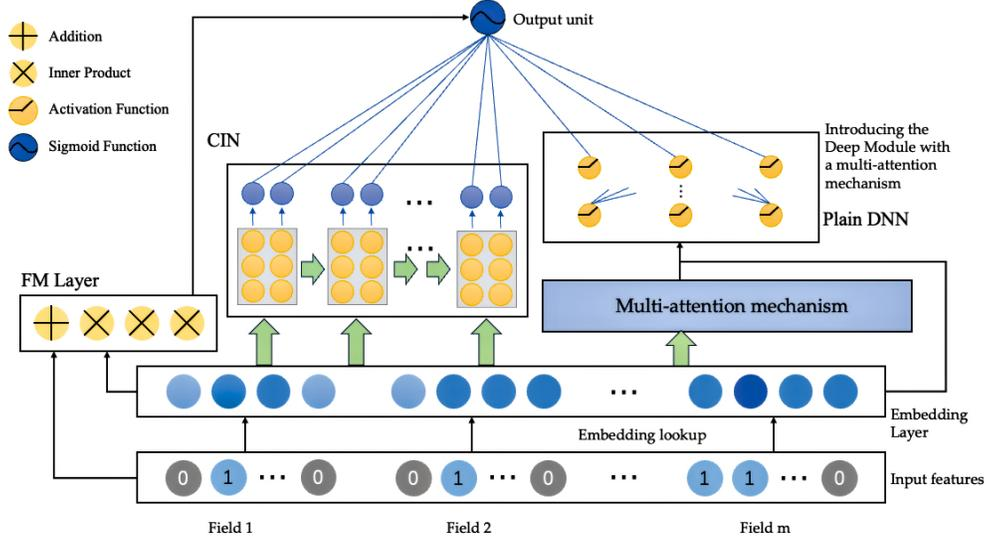 Addition
Inner Product
Activation Function
Sigmoid Function
Output unit
CIN
...
...
Introducing the
Deep Module with
a multi-attention
mechanism
Plain DNN
FM Layer
Multi-attention mechanism
...
Embedding
Layer
Embedding lookup
0 1 ... 0 0 1 ... 0 ... 1 1 ... 0
Input features
Field 1 Field 2 Field m